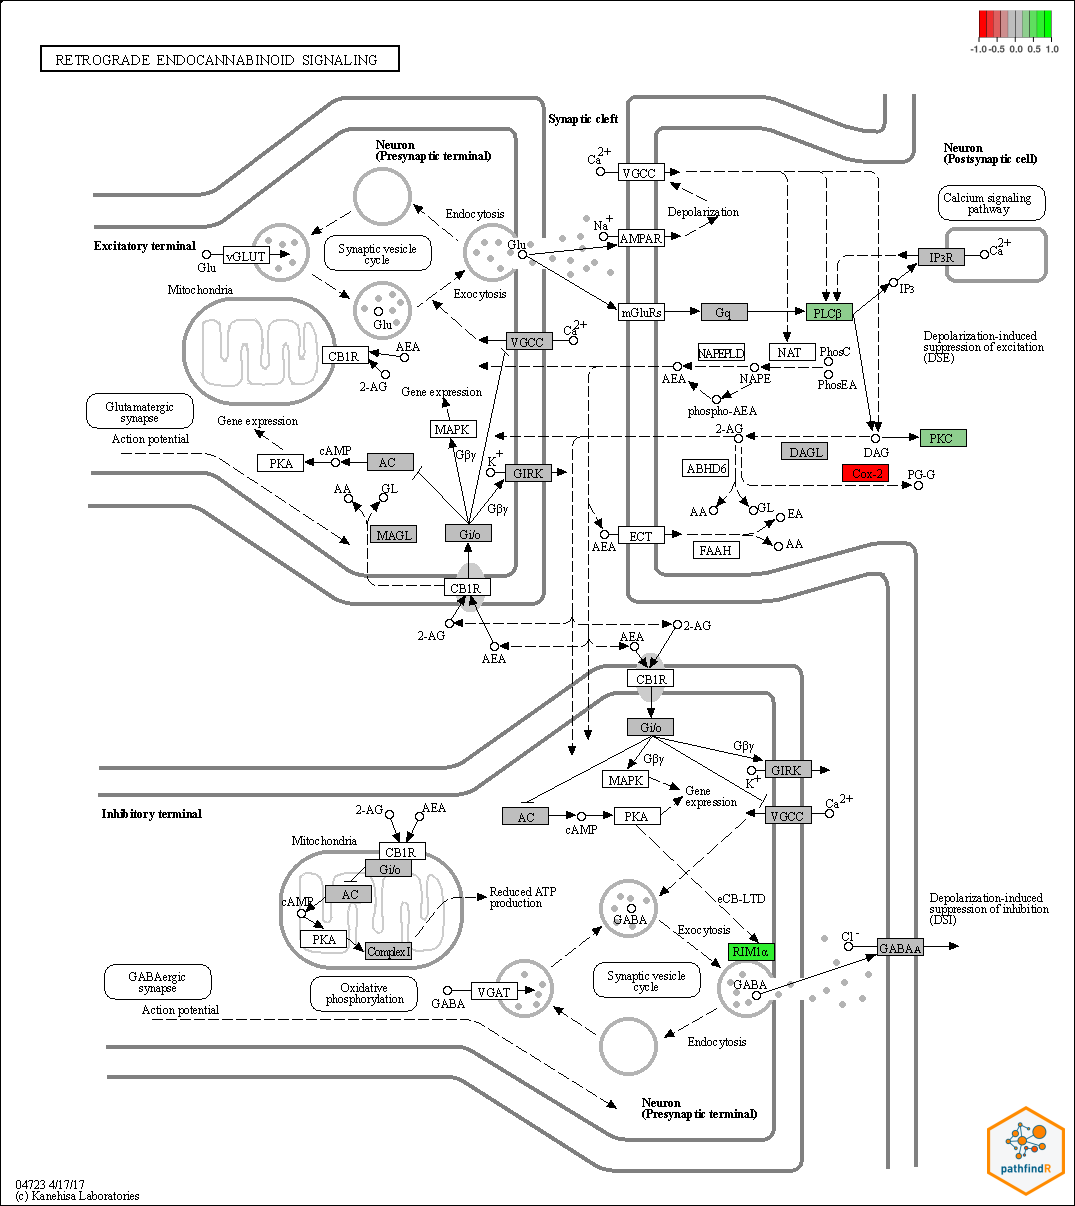 -1.0 -0.5 0.0 0.5 1.0
RETROGRADE ENDOCANNABINOID SIGNALING
Synaptic cleft
Neuron
(Presynaptic terminal)
Neuron
(Postsynaptic cell)
Ca2+
VGCC
Calcium signaling
pathway
Endocytosis
Depolarization
Na+
AMPAR
Excitatory terminal
Glu
vGLUT
Synaptic vesicle
cycle
Glu
IP3R
Ca2+
Mitochondria
Exocytosis
IP3
Glu
mGluRs
Gq
PLCβ
VGCC
Ca2+
Depolarization-induced
suppression of excitation
(DSE)
CB1R
AEA
2-AG
NAPEPLD
NAT
PhosC
AEA
NAPE
PhosEA
phospho-AEA
Glutamatergic
synapse
Gene expression
Gene expression
MAPK
Gβγ
Action potential
2-AG
DAGL
DAG
PKC
PKA
cAMP
AC
K+
GIRK
ABHD6
Cox-2
PG-G
AA
GL
Gβγ
AA
GL
EA
MAGL
Gi/o
AEA
ECT
FAAH
AA
CB1R
2-AG
AEA
AEA
2-AG
CB1R
Gi/o
Gβγ
Gβγ
MAPK
K+
GIRK
Gene
expression
Inhibitory terminal
2-AG
AEA
AC
cAMP
PKA
VGCC
Ca2+
Mitochondria
CB1R
Gi/o
AC
cAMP
PKA
Complex I
Reduced ATP
production
GABA
eCB-LTD
Exocytosis
RIM1α
Depolarization-induced
suppression of inhibition
(DSI)
Cl-
GABAA
GABAergic
synapse
Oxidative
phosphorylation
GABA
VGAT
Synaptic vesicle
cycle
GABA
Action potential
Endocytosis
Neuron
(Presynaptic terminal)
pathfindR
04723 4/17/17
(c) Kanehisa Laboratories